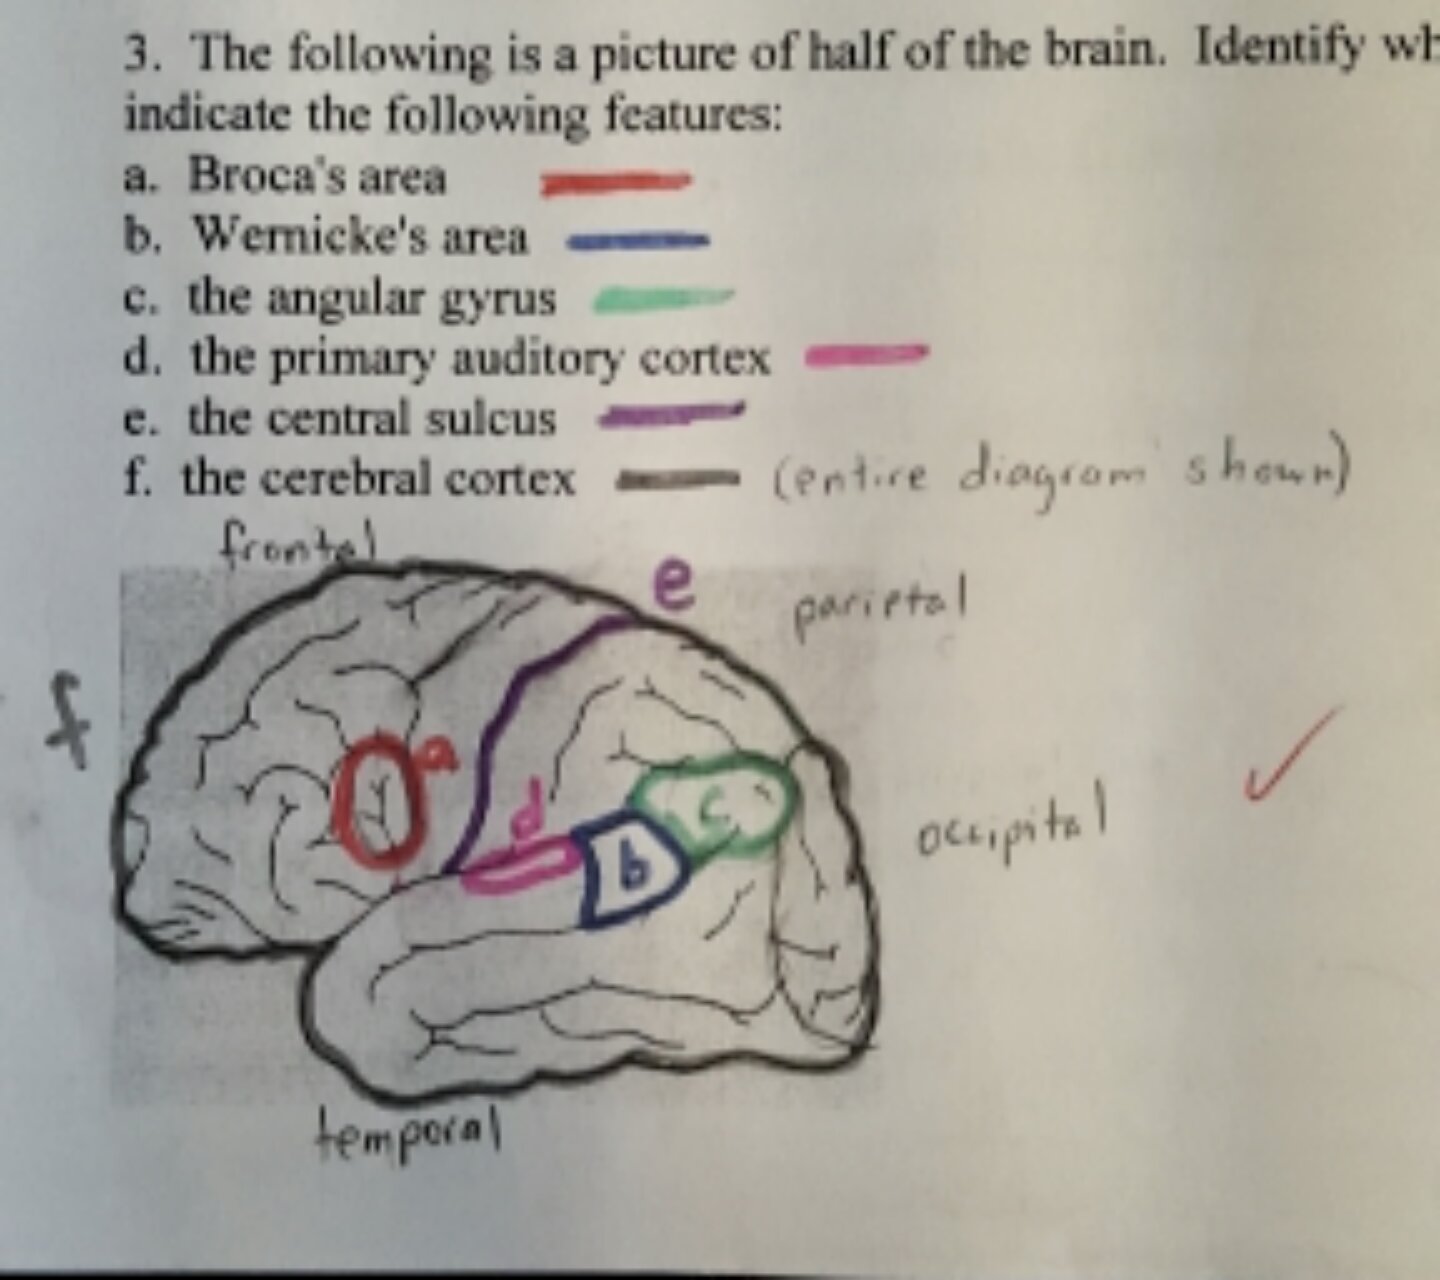 3. The following is a picture of half of the brain. Identify
indicate the following features:
a. Broca's area
b. Wernicke's area
c. the angular gyrus
d. the primary auditory cortex
e. the central sulcus
f. the cerebral cortex (entire diagram shown)
frontal
e
parietal
f
a
d
c
occipital
b
temporal